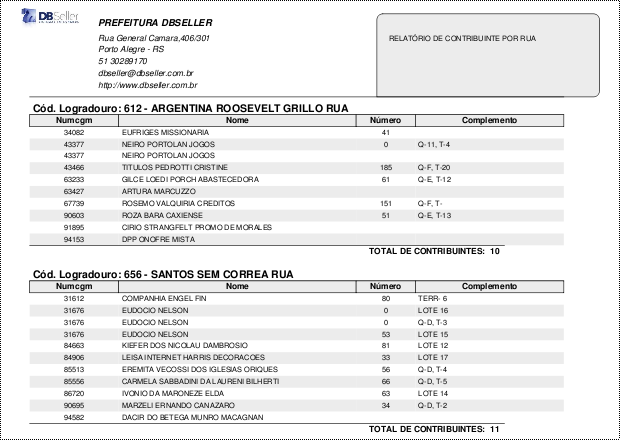 DBSeller
PREFEITURA DBSELLER
Rua General Camara,406/301
Porto Alegre - RS
51 30289170
dbseller@dbseller.com.br
http://www.dbseller.com.br
RELATÓRIO DE CONTRIBUINTE POR RUA
Cód. Logradouro: 612 - ARGENTINA ROOSEVELT GRILLO RUA
Numcgm Nome Número Complemento
34082 EUFRIGES MISSIONARIA 41
43377 NEIRO PORTOLAN JOGOS 0 Q-11, T-4
43377 NEIRO PORTOLAN JOGOS
43466 TITULOS PEDROTTI CRISTINE 185 Q-F, T-20
63233 GILCE LOEDI PORCH ABASTECEDORA 61 Q-E, T-12
63427 ARTURA MARCUZZO
67739 ROSEMO VALQUIRIA CREDITOS 151 Q-F, T-
90603 ROZA BARA CAXIENSE 51 Q-E, T-13
91895 CIRIO STRANGFELT PROMO DE MORALES
94153 DPP ONOFRE MISTA
TOTAL DE CONTRIBUINTES: 10
Cód. Logradouro: 656 - SANTOS SEM CORREA RUA
Numcgm Nome Número Complemento
31612 COMPANHIA ENGEL FIN 80 TERR- 6
31676 EUDOCIO NELSON 0 LOTE 16
31676 EUDOCIO NELSON 0 Q-D, T-3
31676 EUDOCIO NELSON 53 LOTE 15
84663 KIEFER DOS NICOLAU DAMBROSIO 81 LOTE 12
84906 LEISA INTERNET HARRIS DECORACOES 33 LOTE 17
85513 EREMITA VECOSSI DOS IGLESIAS ORIQUES 56 Q-D, T-4
85556 CARMELA SABBADINI DA LAURENI BILHERTI 66 Q-D, T-5
86720 IVONIO DA MARONEZE ELDA 63 LOTE 14
90695 MARZELI ERNANDO CANAZARO 34 Q-D, T-2
94582 DACIR DO BETEGA MUNRO MACAGNAN
TOTAL DE CONTRIBUINTES: 11